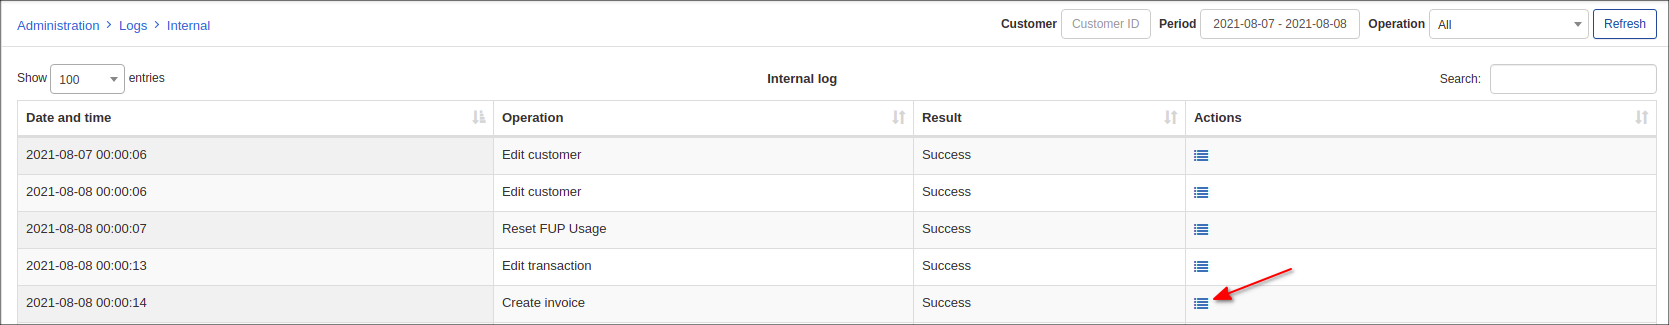 Administration > Logs > Internal Customer Customer ID Period 2021-08-07 - 2021-08-08 Operation All Refresh
Show 100 entries Internal log Search:
Date and time Operation Result Actions
2021-08-07 00:00:06 Edit customer Success
2021-08-08 00:00:06 Edit customer Success
2021-08-08 00:00:07 Reset FUP Usage Success
2021-08-08 00:00:13 Edit transaction Success
2021-08-08 00:00:14 Create invoice Success